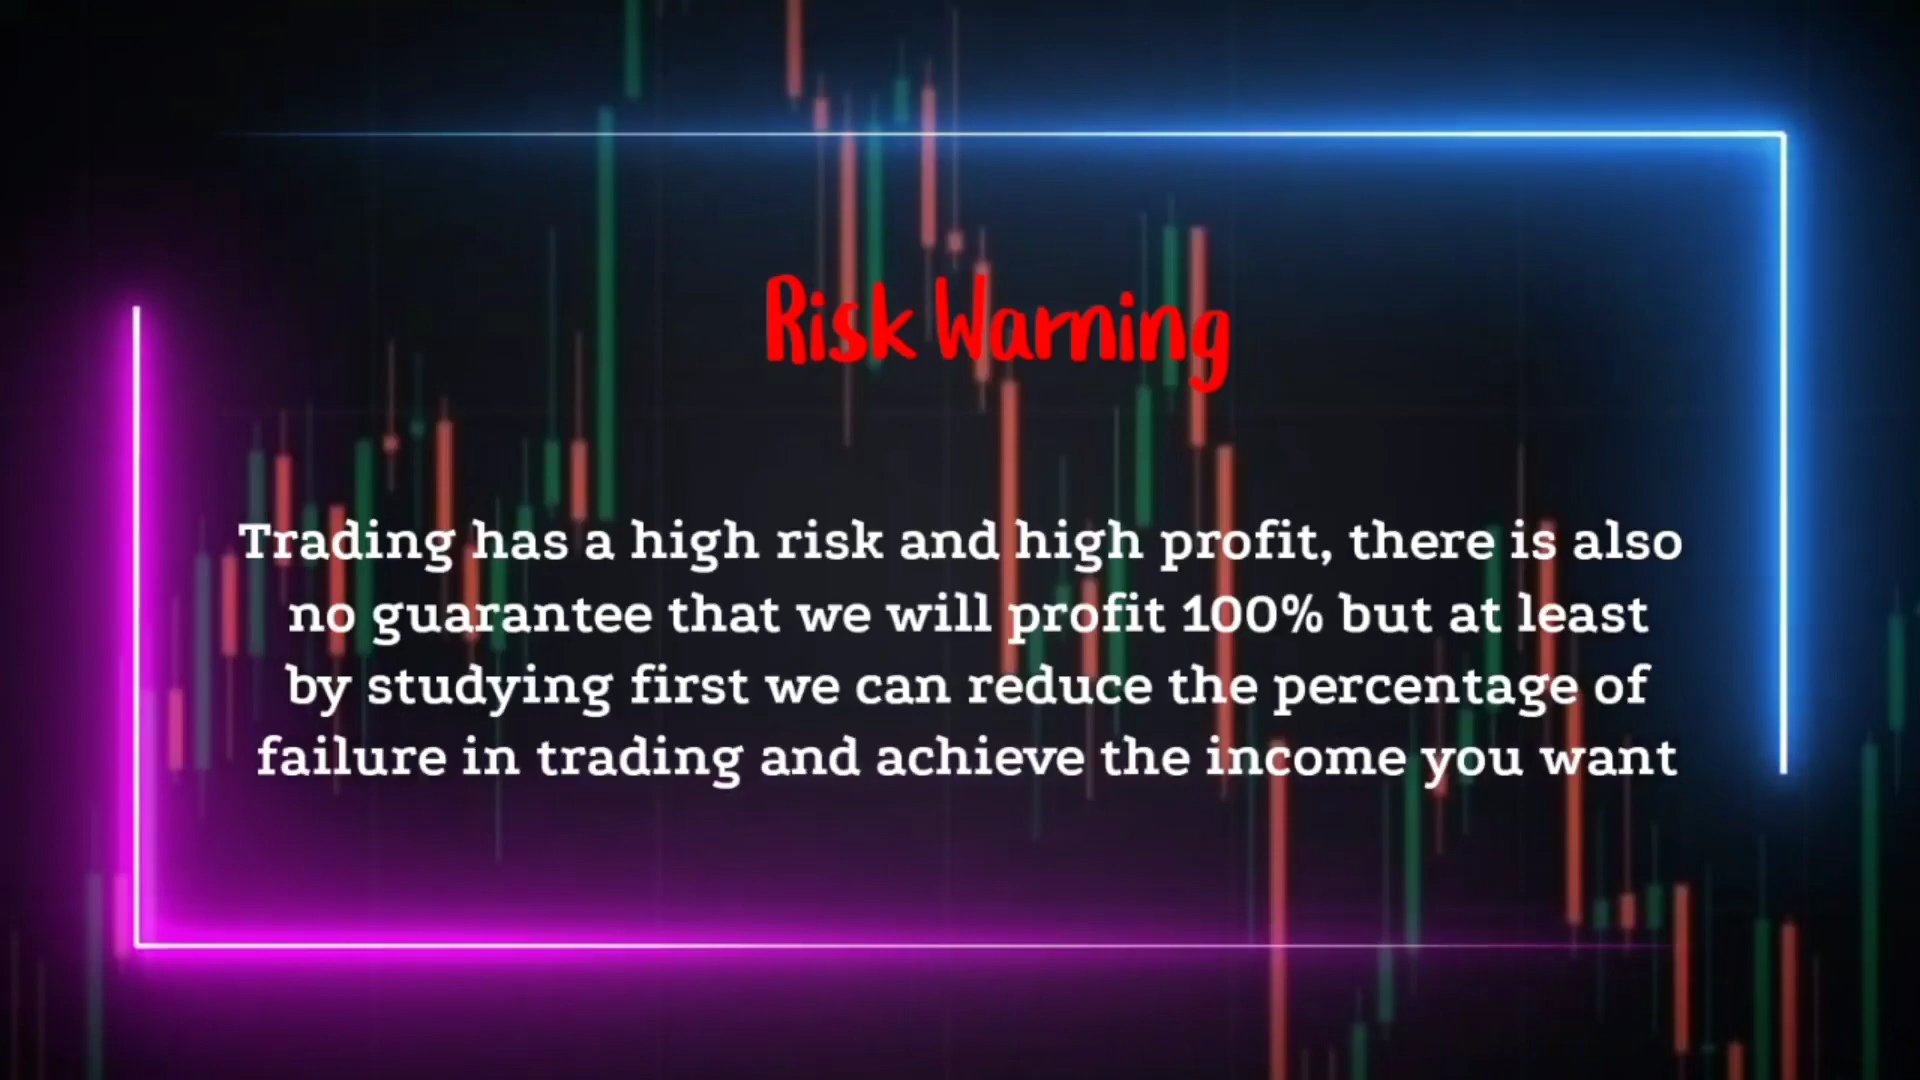 Risk Warning
Trading has a high risk and high profit, there is also
no guarantee that we will profit 100% but at least
by studying first we can reduce the percentage of
failure in trading and achieve the income you want